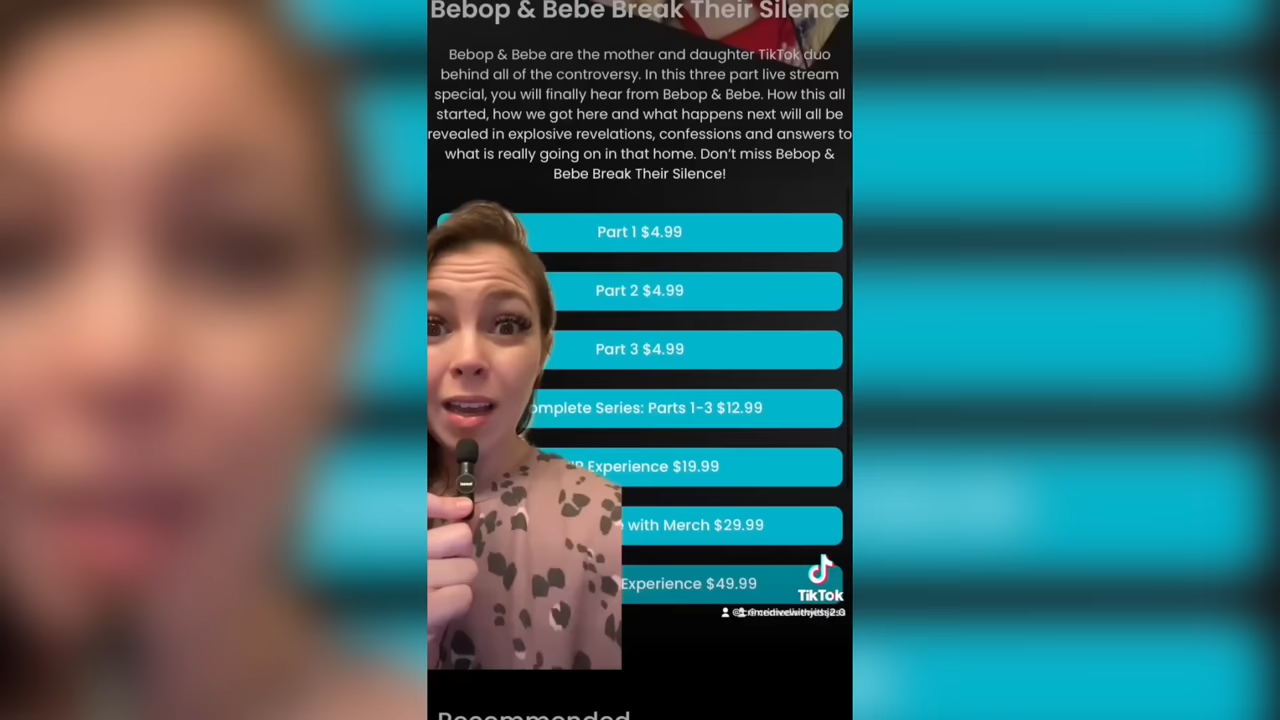 Bebop & Bebe Break Their Silence
Bebop & Bebe are the mother and daughter TikTok duo
behind all of the controversy. In this three part live stream
special, you will finally hear from Bebop & Bebe. How this all
started, how we got here and what happens next will all be
revealed in explosive revelations, confessions and answers to
what is really going on in that home. Don't miss Bebop &
Bebe Break Their Silence!
Part 1 $4.99
Part 2 $4.99
Part 3 $4.99
omplete Series: Parts 1-3 $12.99
Experience $19.99
with Merch $29.99
Experience $49.99
TikTok
Recommended